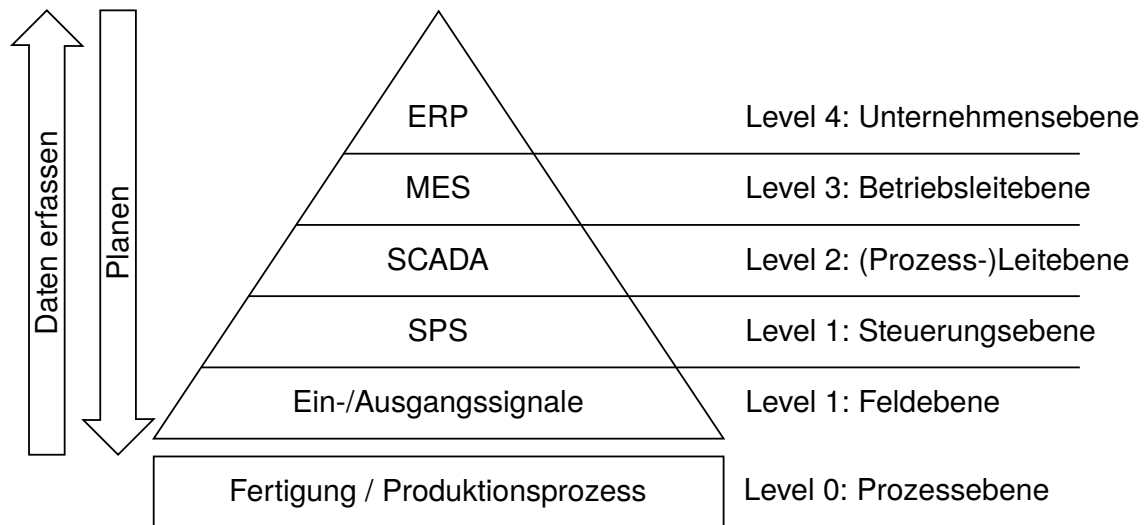 Daten erfassen
Planen
ERP
Level 4: Unternehmensebene
MES
Level 3: Betriebsleitebene
SCADA
Level 2: (Prozess-)Leitebene
SPS
Level 1: Steuerungsebene
Ein-/Ausgangssignale
Level 1: Feldebene
Fertigung / Produktionsprozess
Level 0: Prozessebene